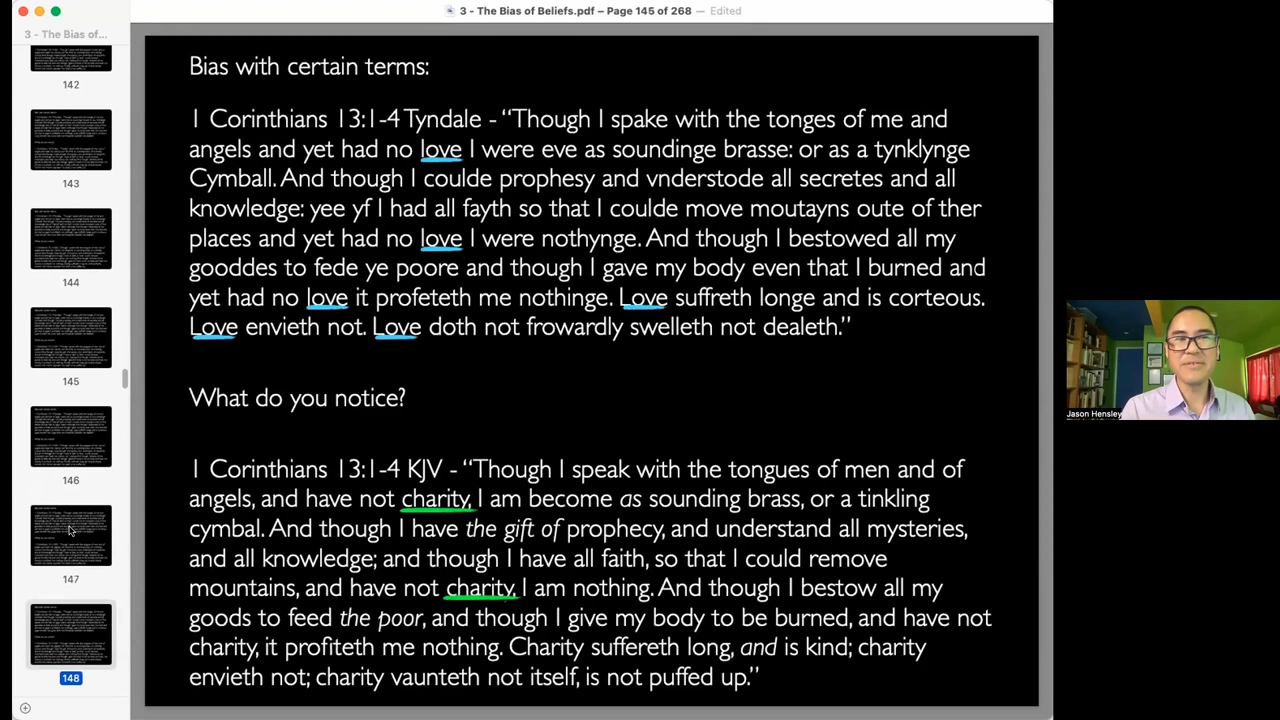 3 - The Bias of Beliefs.pdf – Page 145 of 268 — Edited
3 - The Bias of...
142
143
144
145
146
147
148
Bias with certain terms:
1 Corinthians 13:1-4 Tyndale - “Though I spake with the tonges of me and
angels and yet had no love I were eve as soundinge brasse: or as a tynklynge
Cymball. And though I coulde prophesy and vnderstode all secretes and all
knowledge: yee yf I had all fayth so that I coulde move moutayns oute of ther
places and yet had no love I were nothynge. And though I bestowed all my
gooddes to fede ye poore and though I gave my body even that I burned and
yet had no love it profeteth me nothinge. Love suffreth longe and is corteous.
Love envieth not. Love doth not frowardly swelleth not dealeth.”
What do you notice?
1 Corinthians 13:1-4 KJV - “Though I speak with the tongues of men and of
angels, and have not charity, I am become as sounding brass, or a tinkling
cymbal. And though I have the gift of prophecy, and understand all mysteries,
and all knowledge; and though I have all faith, so that I could remove
mountains, and have not charity, I am nothing. And though I bestow all my
goods to feed the poor, and though I give my body to be burned, and have not
charity, it profiteth me nothing. Charity suffereth long, and is kind; charity
envieth not; charity vaunteth not itself, is not puffed up.”
Jason Hensley